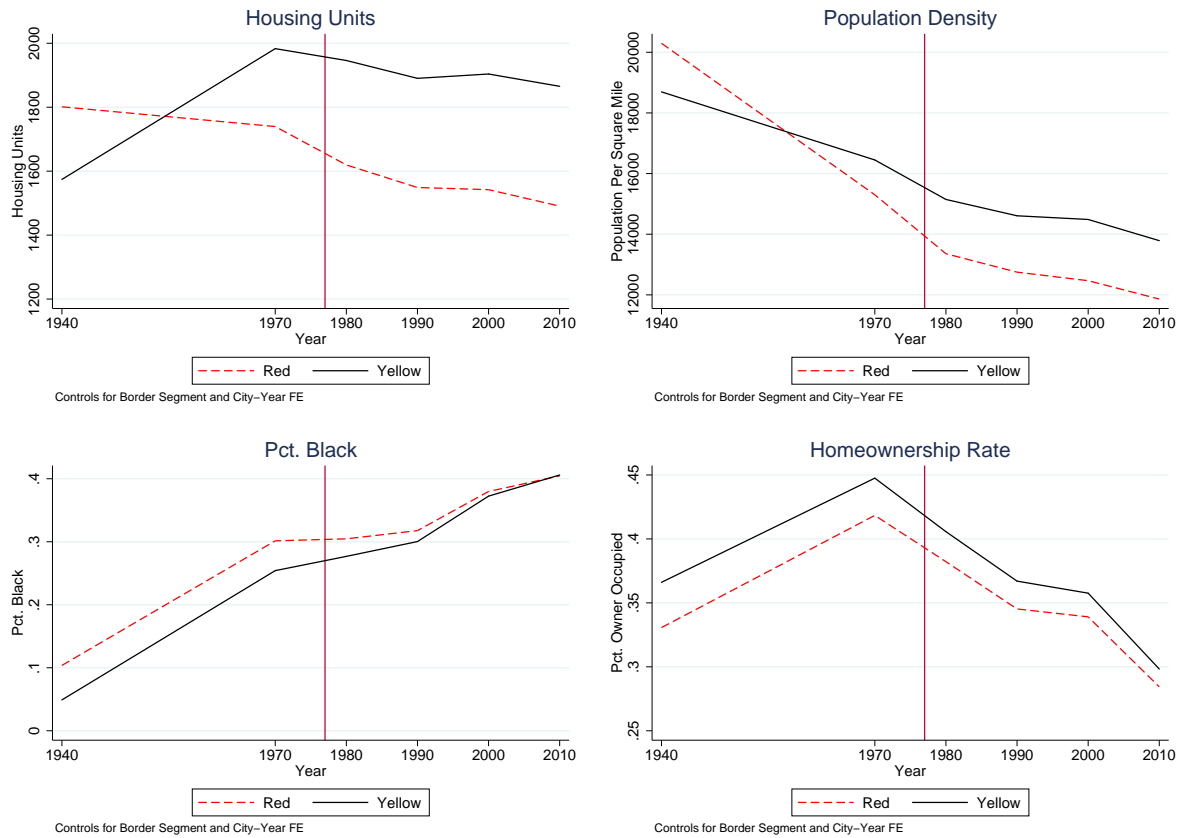 Housing Units
Housing Units
2000
1800
1600
1400
1200
1940 1970 1980 1990 2000 2010
Year
Red Yellow
Controls for Border Segment and City−Year FE
Population Density
Population Per Square Mile
20000
18000
16000
14000
12000
1940 1970 1980 1990 2000 2010
Year
Red Yellow
Controls for Border Segment and City−Year FE
Pct. Black
Pct. Black
.4
.3
.2
.1
0
1940 1970 1980 1990 2000 2010
Year
Red Yellow
Controls for Border Segment and City−Year FE
Homeownership Rate
Pct. Owner Occupied
.45
.4
.35
.3
.25
1940 1970 1980 1990 2000 2010
Year
Red Yellow
Controls for Border Segment and City−Year FE